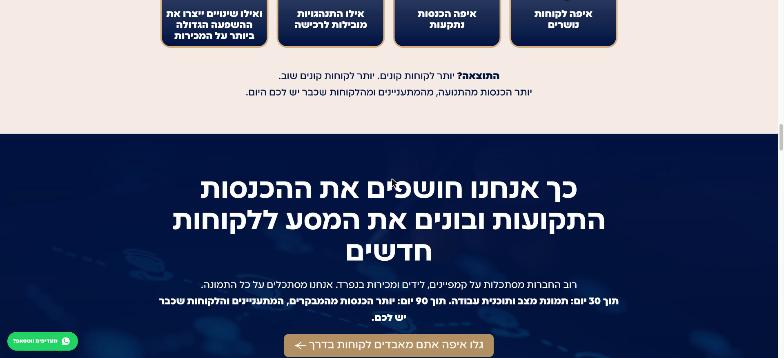 איפה לקוחות
נושרים
איפה הכנסות
נתקעות
אילו התנהגויות
מובילות לרכישה
ואילו שינויים ייצרו את
ההשפעה הגדולה
ביותר על המכירות
התוצאה? יותר לקוחות קונים. יותר לקוחות קונים שוב.
יותר הכנסות מהתנועה, מהמתעניינים ומהלקוחות שכבר יש לכם היום.
כך אנחנו חושפים את ההכנסות
התקועות ובונים את המסע ללקוחות
חדשים
רוב החברות מסתכלות על קמפיינים, לידים ומכירות בנפרד. אנחנו מסתכלים על כל התמונה.
תוך 30 יום: תמונת מצב ותוכנית עבודה. תוך 90 יום: יותר הכנסות מהמבקרים, המתעניינים והלקוחות שכבר
יש לכם.
גלו איפה אתם מאבדים לקוחות בדרך ←
מעדיפים ווטסאפ?